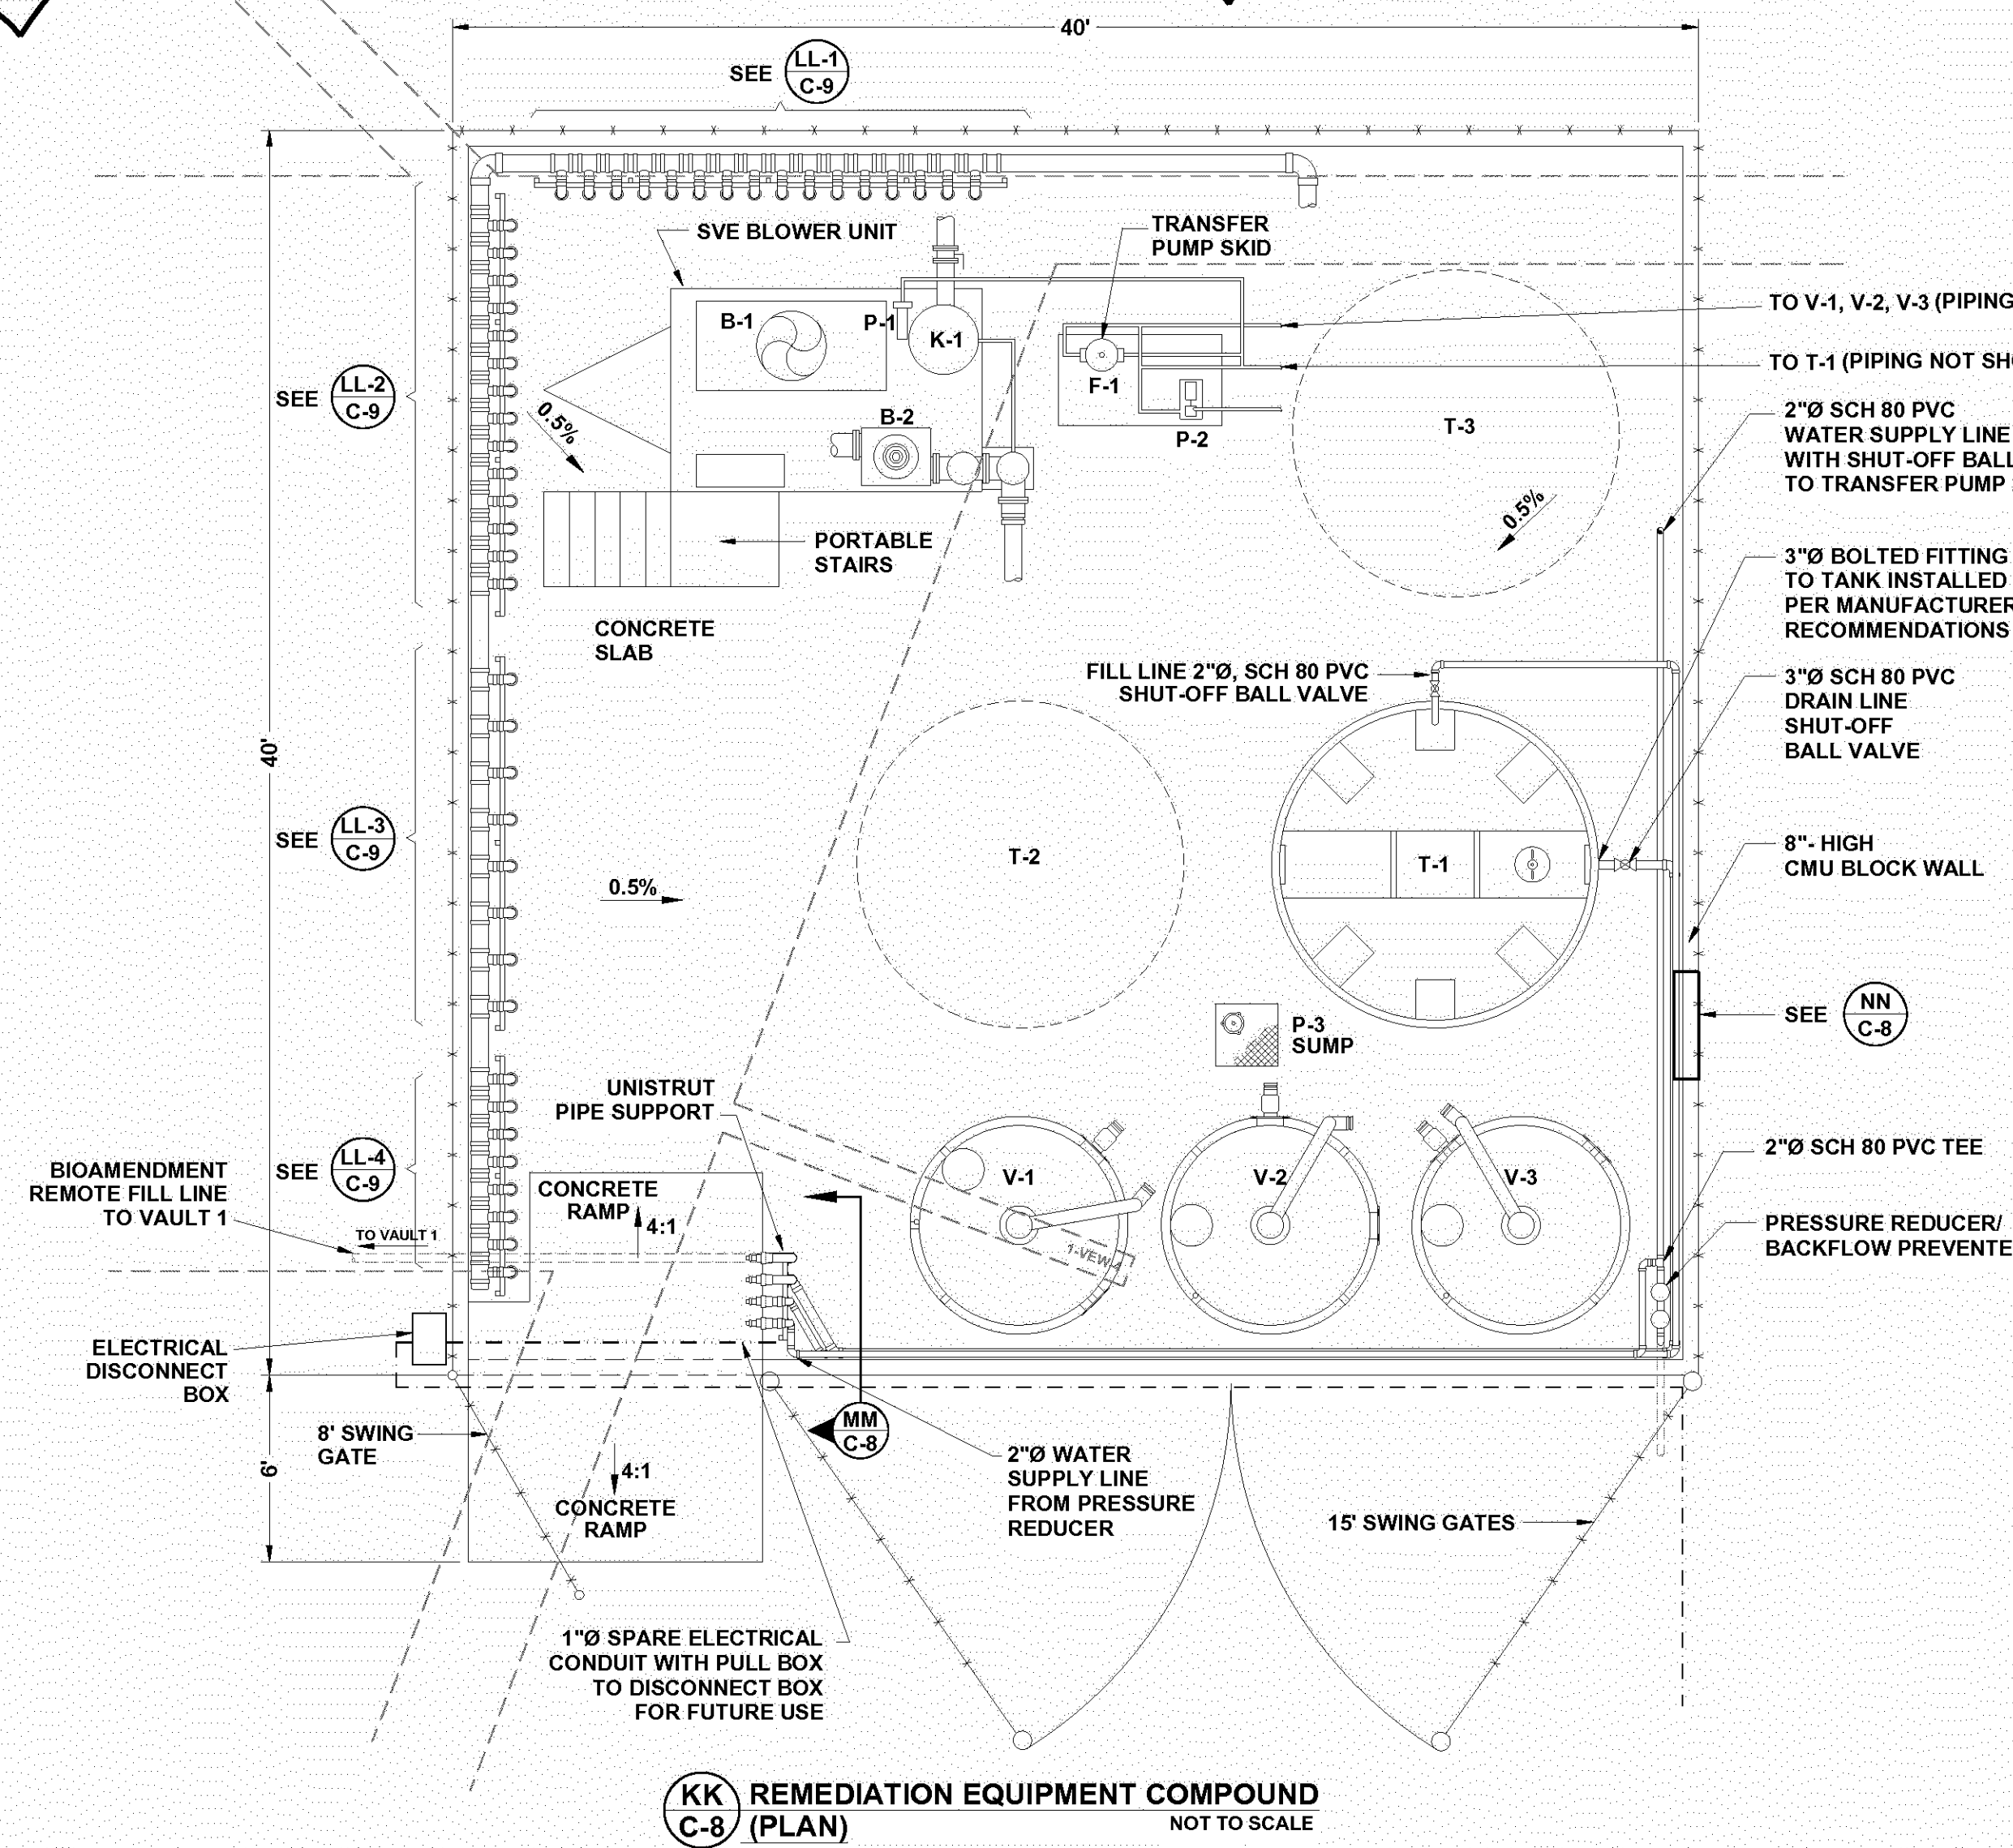 40'
SEE LL-1
C-9
SVE BLOWER UNIT
TRANSFER
PUMP SKID
B-1
P-1
K-1
F-1
B-2
P-2
T-3
TO V-1, V-2, V-3 (PIPING
TO T-1 (PIPING NOT SH
2"Ø SCH 80 PVC
WATER SUPPLY LINE
WITH SHUT-OFF BALL
TO TRANSFER PUMP
SEE LL-2
C-9
0.5%
0.5%
PORTABLE
STAIRS
3"Ø BOLTED FITTING
TO TANK INSTALLED
PER MANUFACTURER
RECOMMENDATIONS
CONCRETE
SLAB
FILL LINE 2"Ø, SCH 80 PVC
SHUT-OFF BALL VALVE
3"Ø SCH 80 PVC
DRAIN LINE
SHUT-OFF
BALL VALVE
40'
SEE LL-3
C-9
T-2
T-1
8"- HIGH
CMU BLOCK WALL
0.5%
SEE NN
C-8
P-3
SUMP
UNISTRUT
PIPE SUPPORT
SEE LL-4
C-9
BIOAMENDMENT
REMOTE FILL LINE
TO VAULT 1
TO VAULT 1
CONCRETE
RAMP
4:1
V-1
V-2
V-3
1-VEW-4
2"Ø SCH 80 PVC TEE
PRESSURE REDUCER/
BACKFLOW PREVENTE
ELECTRICAL
DISCONNECT
BOX
8' SWING
GATE
6'
4:1
CONCRETE
RAMP
MM
C-8
2"Ø WATER
SUPPLY LINE
FROM PRESSURE
REDUCER
15' SWING GATES
1"Ø SPARE ELECTRICAL
CONDUIT WITH PULL BOX
TO DISCONNECT BOX
FOR FUTURE USE
KK REMEDIATION EQUIPMENT COMPOUND
C-8 (PLAN) NOT TO SCALE